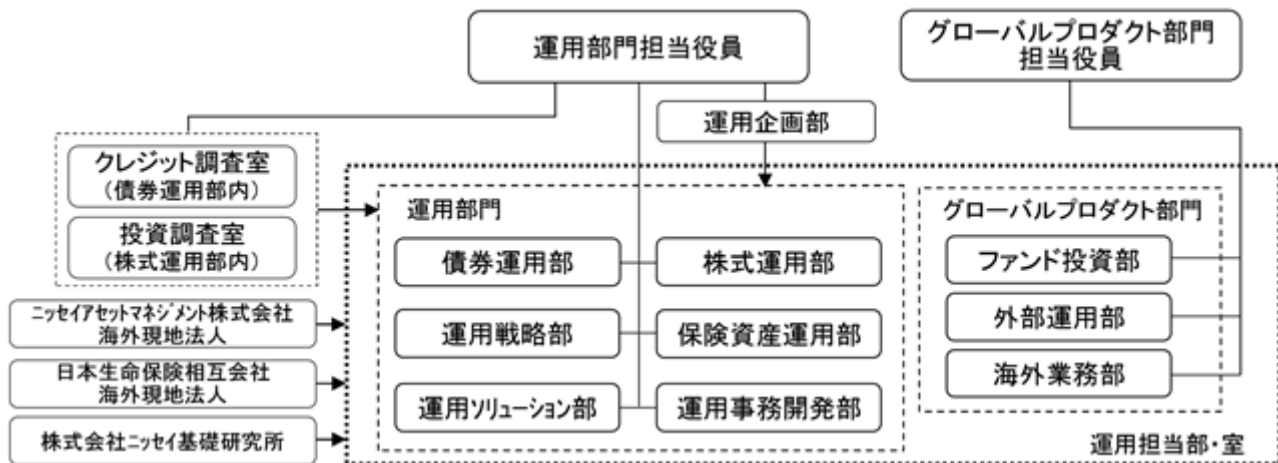 運用部門担当役員
グローバルプロダクト部門
担当役員
運用企画部
クレジット調査室
(債券運用部内)
投資調査室
(株式運用部内)
ニッセイアセットマネジメント株式会社
海外現地法人
日本生命保険相互会社
海外現地法人
株式会社ニッセイ基礎研究所
運用部門
債券運用部
株式運用部
運用戦略部
保険資産運用部
運用ソリューション部
運用事務開発部
グローバルプロダクト部門
ファンド投資部
外部運用部
海外業務部
運用担当部・室